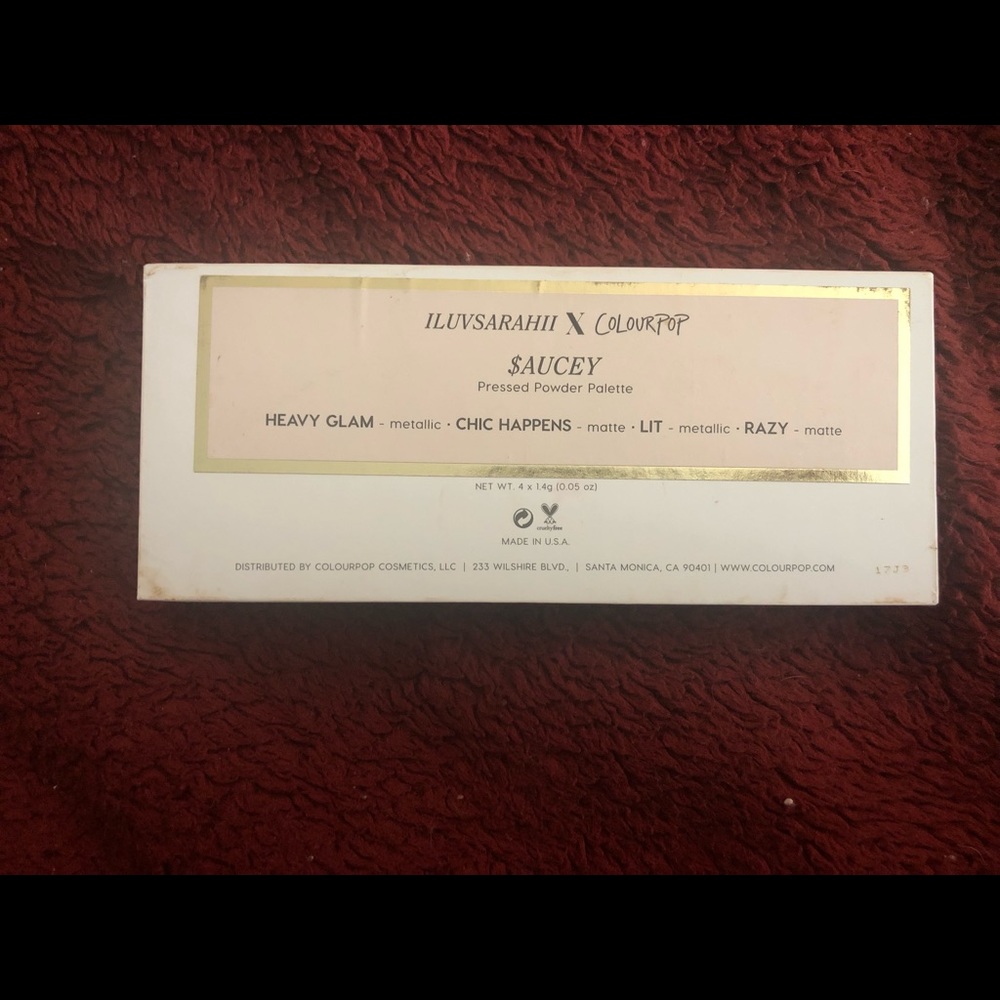 ILUVSARAHII X COLOURPOP
$AUCEY
Pressed Powder Palette
HEAVY GLAM - metallic · CHIC HAPPENS - matte · LIT - metallic · RAZY - matte
NET WT. 4 x 1.4g (0.05 oz)
crueltyfree
MADE IN U.S.A.
DISTRIBUTED BY COLOURPOP COSMETICS, LLC | 233 WILSHIRE BLVD., | SANTA MONICA, CA 90401 | WWW.COLOURPOP.COM